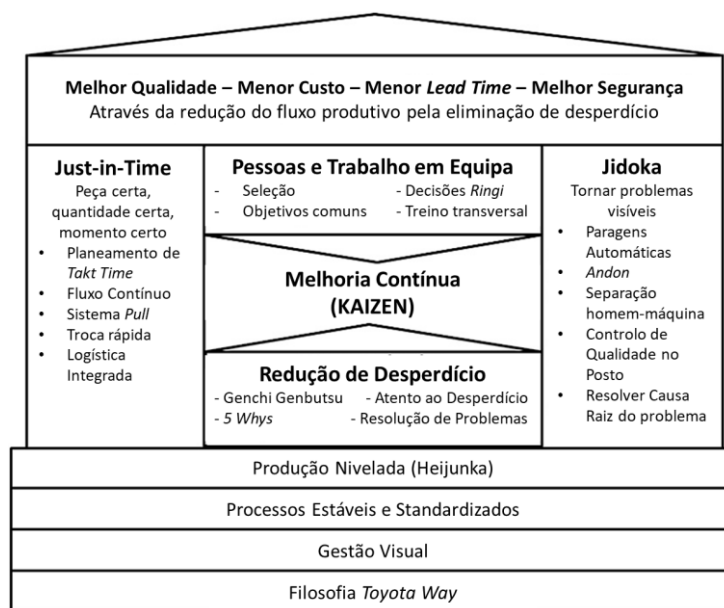 Melhor Qualidade – Menor Custo – Menor Lead Time – Melhor Segurança
Através da redução do fluxo produtivo pela eliminação de desperdício
Just-in-Time
Peça certa,
quantidade certa,
momento certo
• Planeamento de
Takt Time
• Fluxo Contínuo
• Sistema Pull
• Troca rápida
• Logística
Integrada
Pessoas e Trabalho em Equipa
- Seleção - Decisões Ringi
- Objetivos comuns - Treino transversal
Melhoria Contínua
(KAIZEN)
Redução de Desperdício
- Genchi Genbutsu - Atento ao Desperdício
- 5 Whys - Resolução de Problemas
Jidoka
Tornar problemas
visíveis
• Paragens
Automáticas
• Andon
• Separação
homem-máquina
• Controlo de
Qualidade no
Posto
• Resolver Causa
Raiz do problema
Produção Nivelada (Heijunka)
Processos Estáveis e Standardizados
Gestão Visual
Filosofia Toyota Way